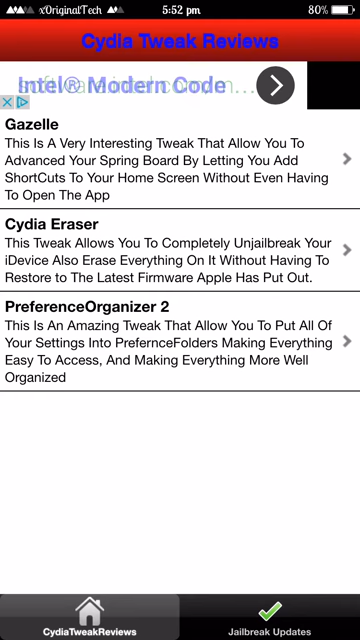 xOriginalTech 5:52 pm 80%
Cydia Tweak Reviews
Intel® Modern Code
Gazelle
This Is A Very Interesting Tweak That Allow You To
Advanced Your Spring Board By Letting You Add
ShortCuts To Your Home Screen Without Even Having
To Open The App
Cydia Eraser
This Tweak Allows You To Completely Unjailbreak Your
iDevice Also Erase Everything On It Without Having To
Restore to The Latest Firmware Apple Has Put Out.
PreferenceOrganizer 2
This Is An Amazing Tweak That Allow You To Put All Of
Your Settings Into PrefernceFolders Making Everything
Easy To Access, And Making Everything More Well
Organized
CydiaTweakReviews
Jailbreak Updates